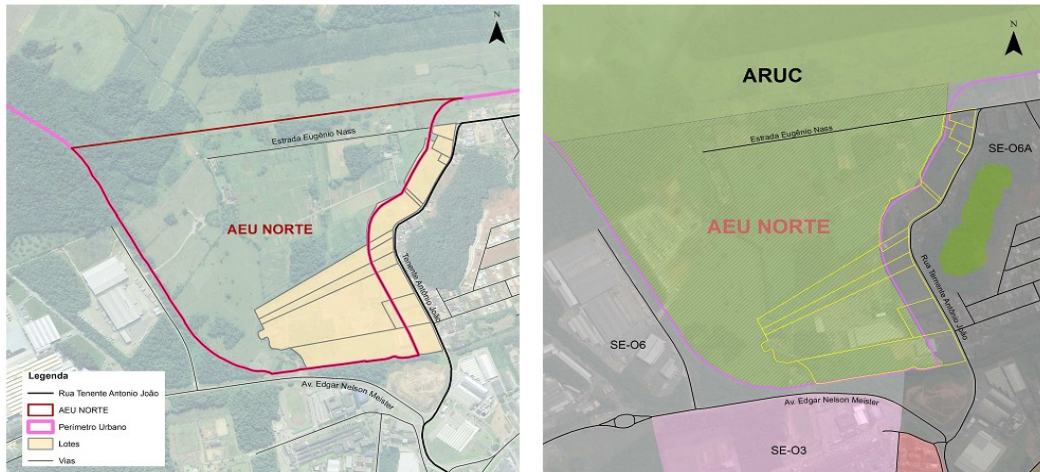 N
Estrada Eugênio Nass
AEU NORTE
Tenente Antônio João
Av. Edgar Nelson Meister
Legenda
Rua Tenente Antonio João
AEU NORTE
Perímetro Urbano
Lotes
Vias
N
ARUC
Estrada Eugênio Nass
SE-O6A
AEU NORTE
Rua Tenente Antônio João
SE-O6
Av. Edgar Nelson Meister
SE-O3